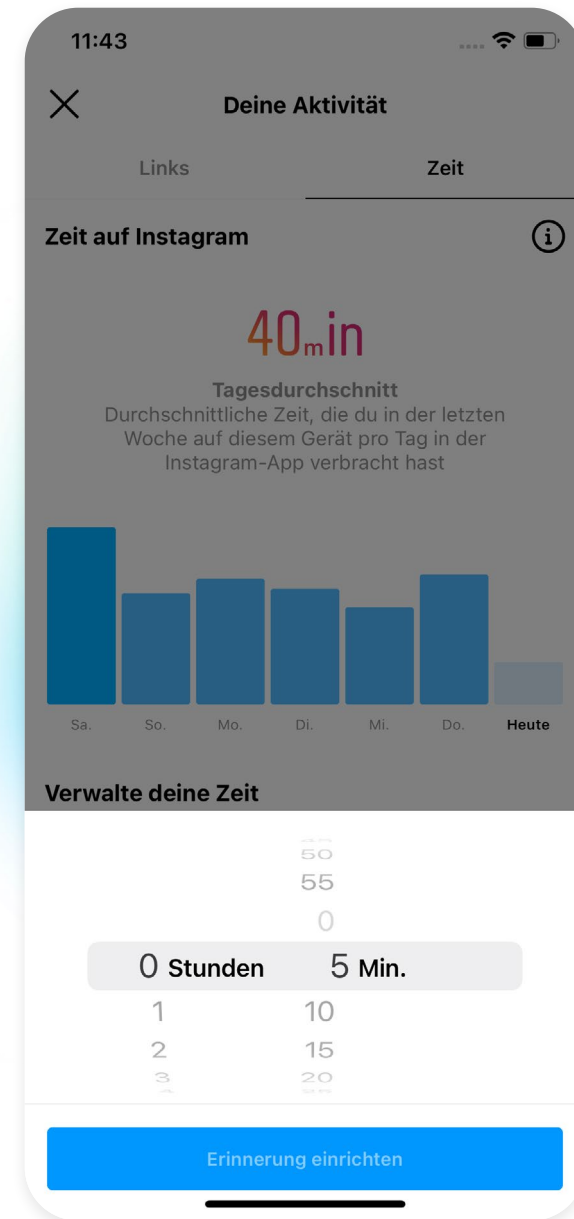 11:43
Deine Aktivität
Links Zeit
Zeit auf Instagram
40min
Tagesdurchschnitt
Durchschnittliche Zeit, die du in der letzten
Woche auf diesem Gerät pro Tag in der
Instagram-App verbracht hast
Sa. So. Mo. Di. Mi. Do. Heute
Verwalte deine Zeit
50
55
0
0 Stunden 5 Min.
1 10
2 15
3 20
Erinnerung einrichten